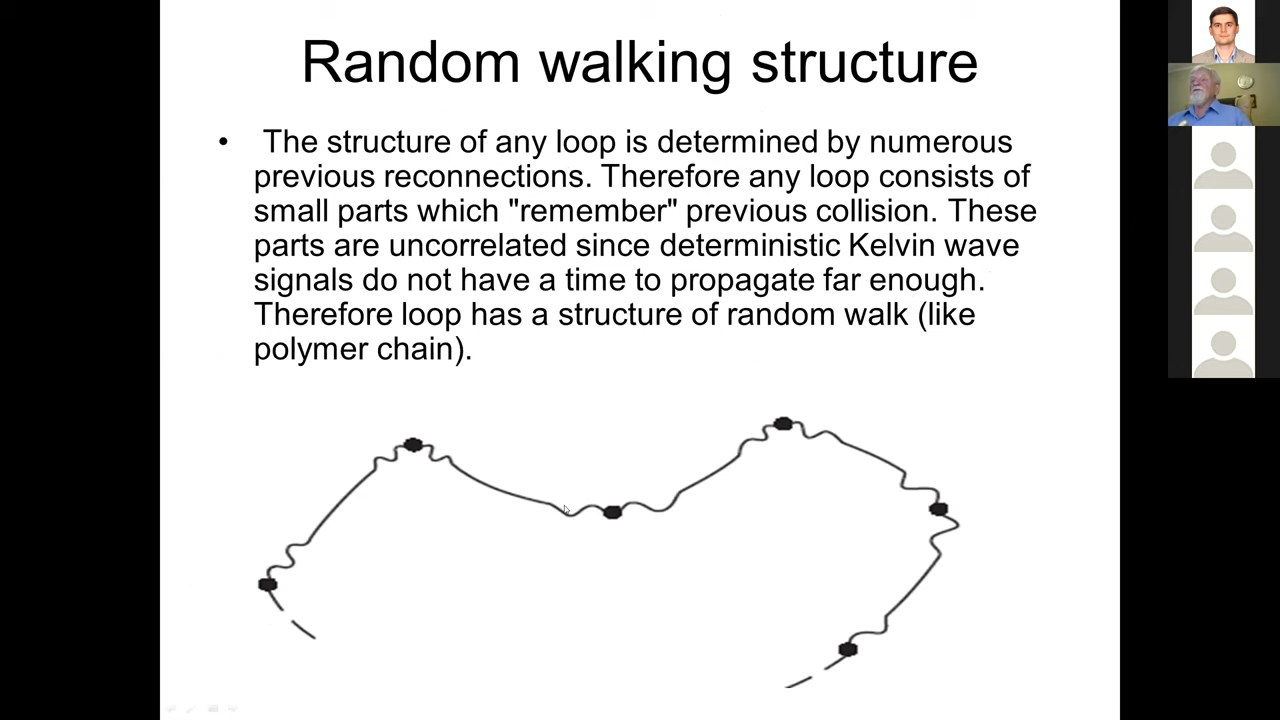 Random walking structure
• The structure of any loop is determined by numerous
previous reconnections. Therefore any loop consists of
small parts which "remember" previous collision. These
parts are uncorrelated since deterministic Kelvin wave
signals do not have a time to propagate far enough.
Therefore loop has a structure of random walk (like
polymer chain).